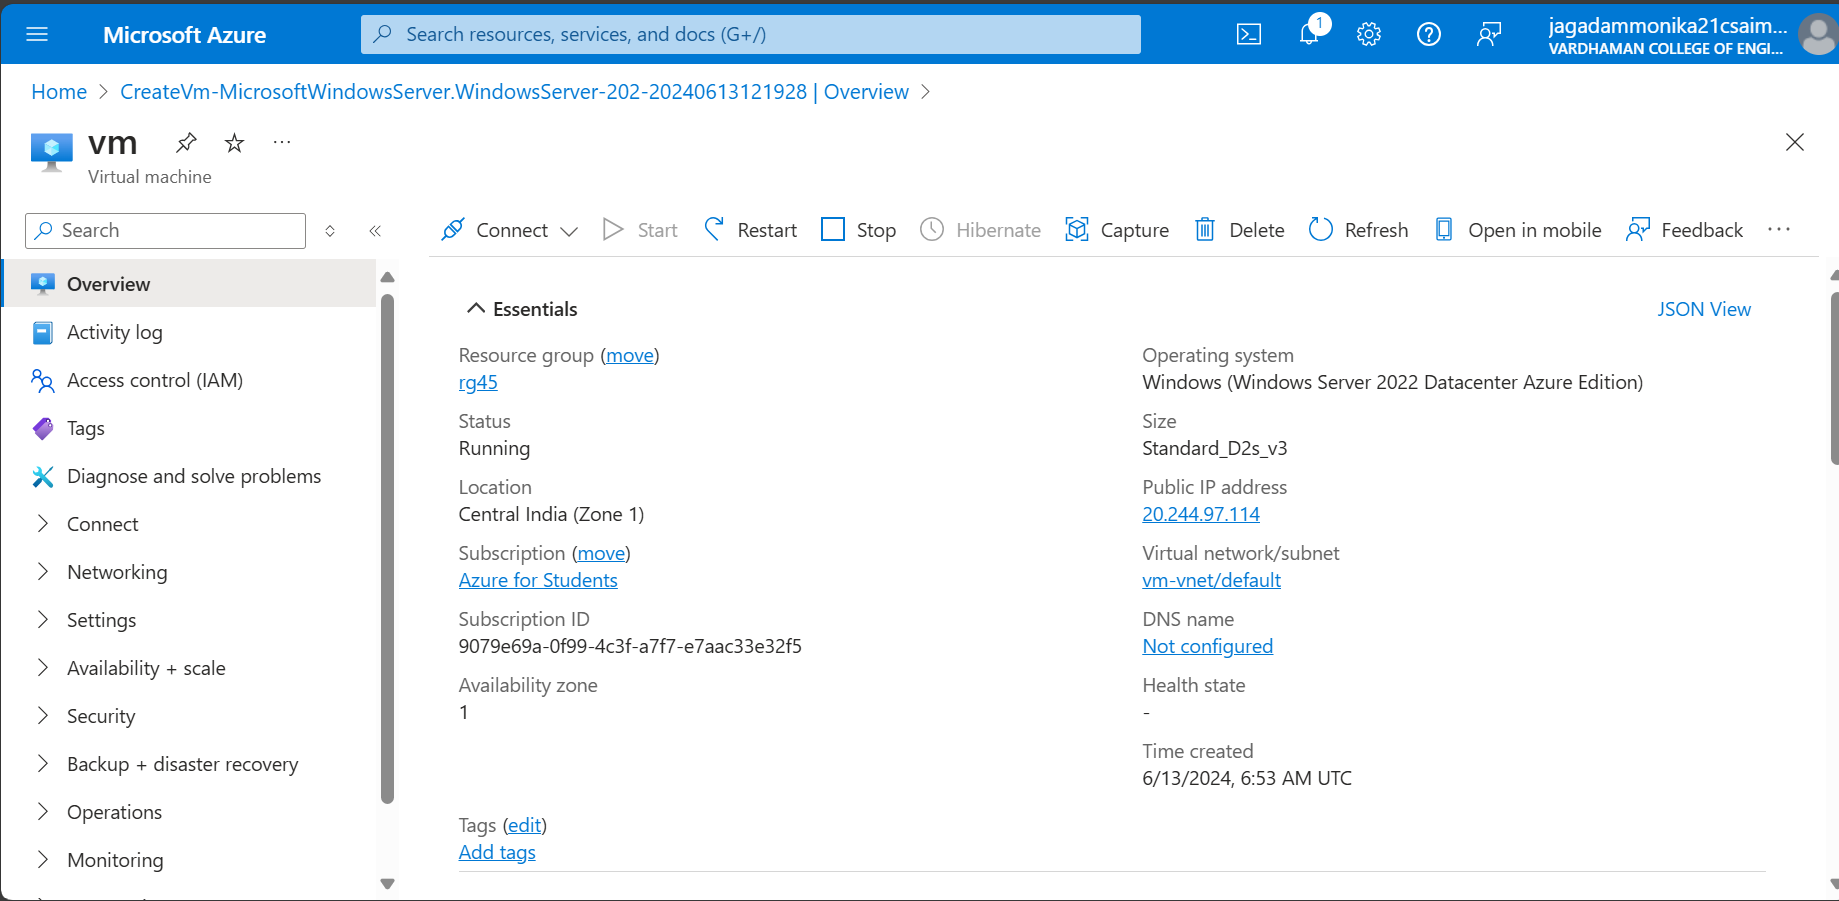 Microsoft Azure
Search resources, services, and docs (G+/)
1
jagadammonika21csaim...
VARDHAMAN COLLEGE OF ENGI...
Home > CreateVm-MicrosoftWindowsServer.WindowsServer-202-20240613121928 | Overview >
vm
Virtual machine
Search
Connect Start Restart Stop Hibernate Capture Delete Refresh Open in mobile Feedback ...
Overview
Activity log
Access control (IAM)
Tags
Diagnose and solve problems
Connect
Networking
Settings
Availability + scale
Security
Backup + disaster recovery
Operations
Monitoring
Essentials
JSON View
Resource group (move)
rg45
Status
Running
Location
Central India (Zone 1)
Subscription (move)
Azure for Students
Subscription ID
9079e69a-0f99-4c3f-a7f7-e7aac33e32f5
Availability zone
1
Operating system
Windows (Windows Server 2022 Datacenter Azure Edition)
Size
Standard_D2s_v3
Public IP address
20.244.97.114
Virtual network/subnet
vm-vnet/default
DNS name
Not configured
Health state
-
Time created
6/13/2024, 6:53 AM UTC
Tags (edit)
Add tags